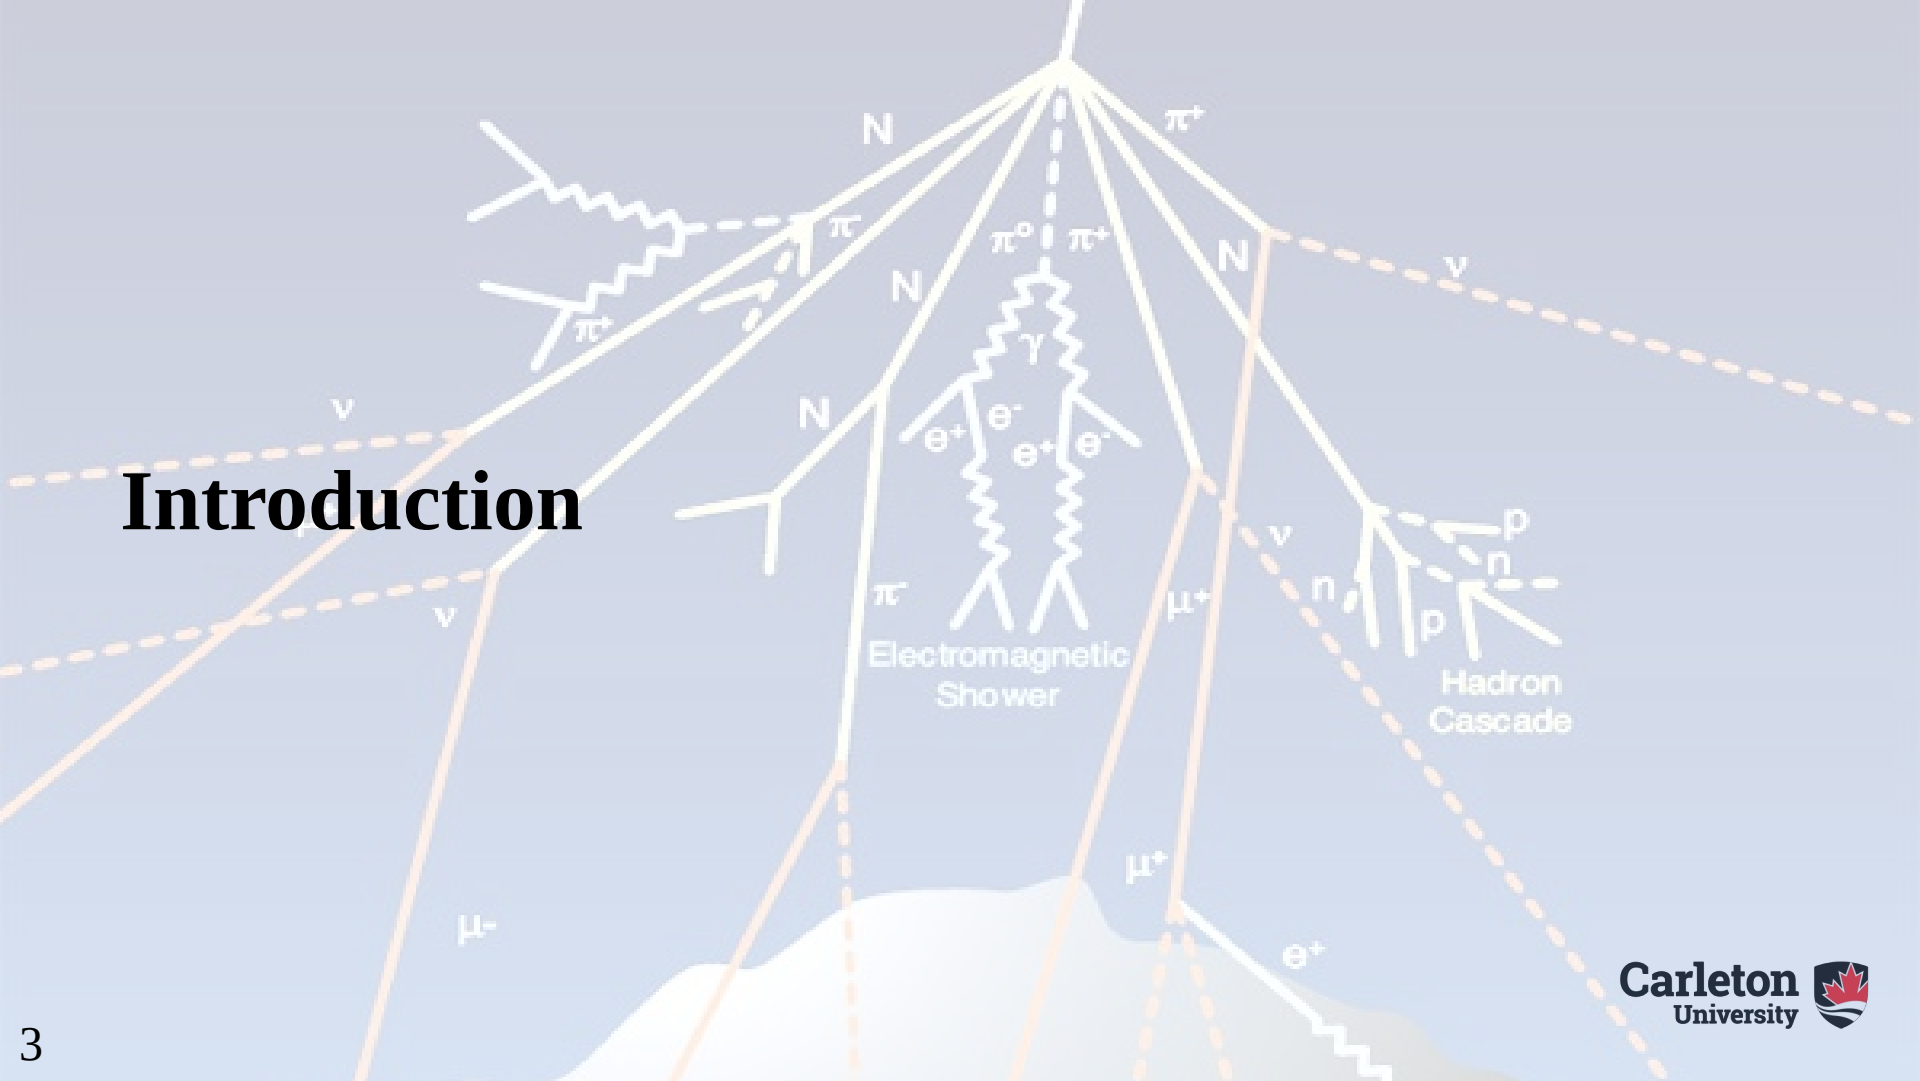 N
π⁺
π⁻
π⁰
π⁺
N
ν
N
π⁺
γ
ν
N
e⁻
e⁺
e⁺
e⁻
Introduction
p
ν
n
n
ν
π⁻
μ⁺
p
Electromagnetic
Shower
Hadron
Cascade
μ⁺
μ-
e⁺
Carleton
University
3